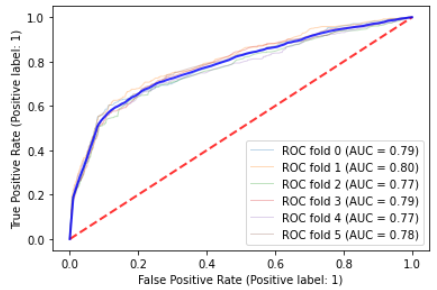 1.0
0.8
0.6
0.4
0.2
0.0
True Positive Rate (Positive label: 1)
ROC fold 0 (AUC = 0.79)
ROC fold 1 (AUC = 0.80)
ROC fold 2 (AUC = 0.77)
ROC fold 3 (AUC = 0.79)
ROC fold 4 (AUC = 0.77)
ROC fold 5 (AUC = 0.78)
0.0 0.2 0.4 0.6 0.8 1.0
False Positive Rate (Positive label: 1)